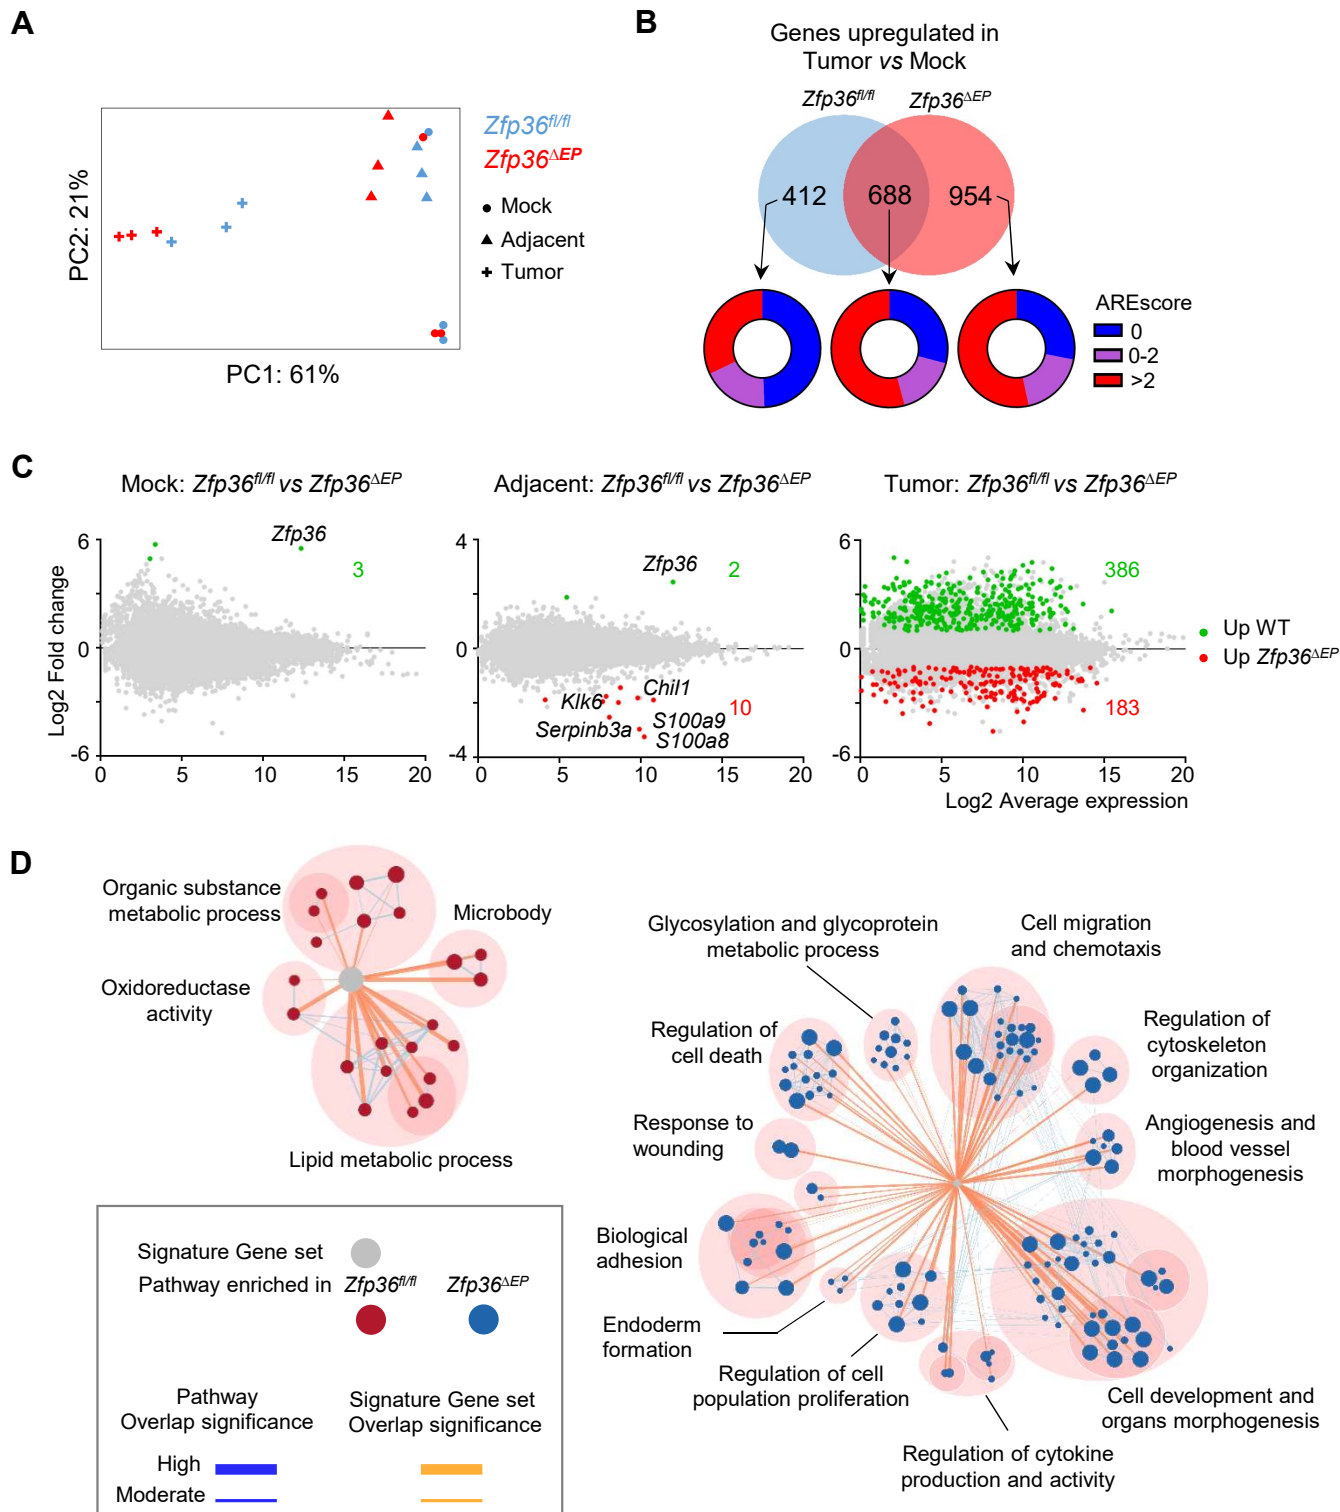 A
PC2: 21%
PC1: 61%
Zfp36fl/fl
Zfp36ΔEP
Mock
Adjacent
Tumor
B
Genes upregulated in
Tumor vs Mock
Zfp36fl/fl
Zfp36ΔEP
412
688
954
AREscore
0
0-2
>2
C
Mock: Zfp36fl/fl vs Zfp36ΔEP
Log2 Fold change
6
0
-6
Zfp36
3
0
5
10
15
20
Adjacent: Zfp36fl/fl vs Zfp36ΔEP
4
0
-4
Zfp36
2
Klk6
Chil1
10
Serpinb3a
S100a9
S100a8
0
5
10
15
20
Tumor: Zfp36fl/fl vs Zfp36ΔEP
6
0
-6
386
183
0
5
10
15
20
Log2 Average expression
Up WT
Up Zfp36ΔEP
D
Organic substance
metabolic process
Microbody
Oxidoreductase
activity
Lipid metabolic process
Glycosylation and glycoprotein
metabolic process
Cell migration
and chemotaxis
Regulation of
cell death
Regulation of
cytoskeleton
organization
Response to
wounding
Angiogenesis and
blood vessel
morphogenesis
Biological
adhesion
Endoderm
formation
Regulation of cell
population proliferation
Cell development and
organs morphogenesis
Regulation of cytokine
production and activity
Signature Gene set
Pathway enriched in Zfp36fl/fl Zfp36ΔEP
Pathway
Overlap significance
Signature Gene set
Overlap significance
High
Moderate